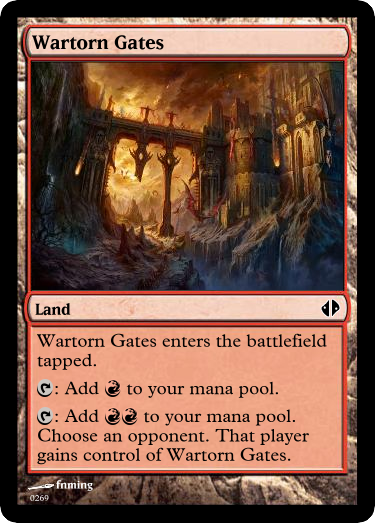 Wartorn Gates
Land
Wartorn Gates enters the battlefield
tapped.
: Add to your mana pool.
: Add to your mana pool.
Choose an opponent. That player
gains control of Wartorn Gates.
fnming
0269